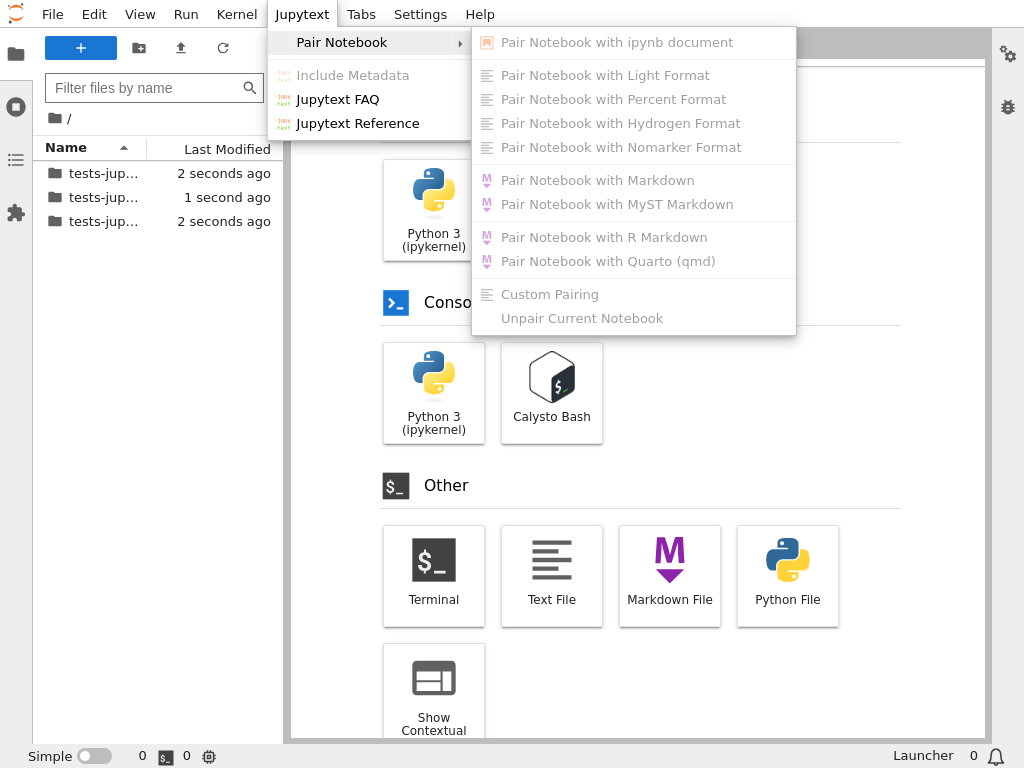 File Edit View Run Kernel Jupytext Tabs Settings Help
Pair Notebook
Include Metadata
Jupytext FAQ
Jupytext Reference
Pair Notebook with ipynb document
Pair Notebook with Light Format
Pair Notebook with Percent Format
Pair Notebook with Hydrogen Format
Pair Notebook with Nomarker Format
Pair Notebook with Markdown
Pair Notebook with MyST Markdown
Pair Notebook with R Markdown
Pair Notebook with Quarto (qmd)
Custom Pairing
Unpair Current Notebook
Filter files by name
/
Name Last Modified
tests-jup… 2 seconds ago
tests-jup… 1 second ago
tests-jup… 2 seconds ago
Python 3
(ipykernel)
Conso
Python 3
(ipykernel)
Calysto Bash
$_ Other
Terminal
Text File
Markdown File
Python File
Show
Contextual
Simple 0 $_ 0 Launcher 0